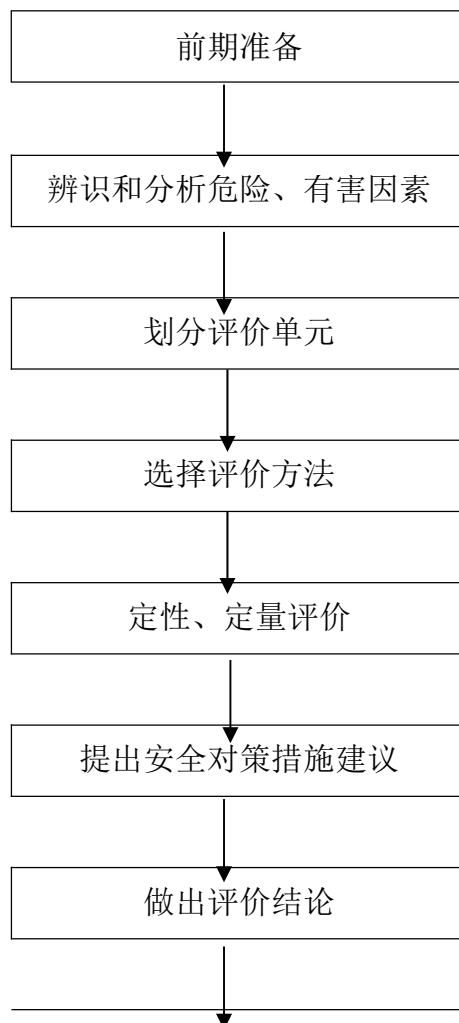 前期准备
辨识和分析危险、有害因素
划分评价单元
选择评价方法
定性、定量评价
提出安全对策措施建议
做出评价结论